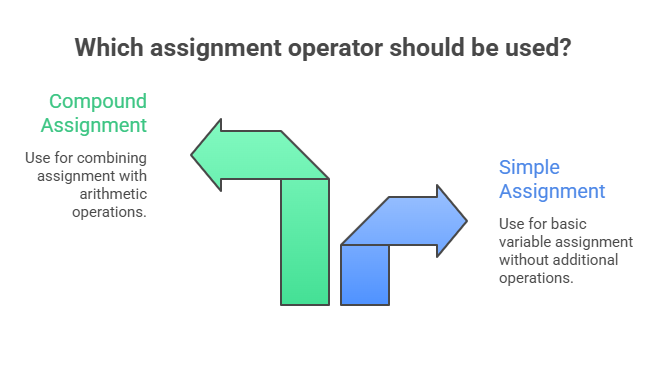 Which assignment operator should be used?
Compound
Assignment
Use for combining
assignment with
arithmetic
operations.
Simple
Assignment
Use for basic
variable assignment
without additional
operations.